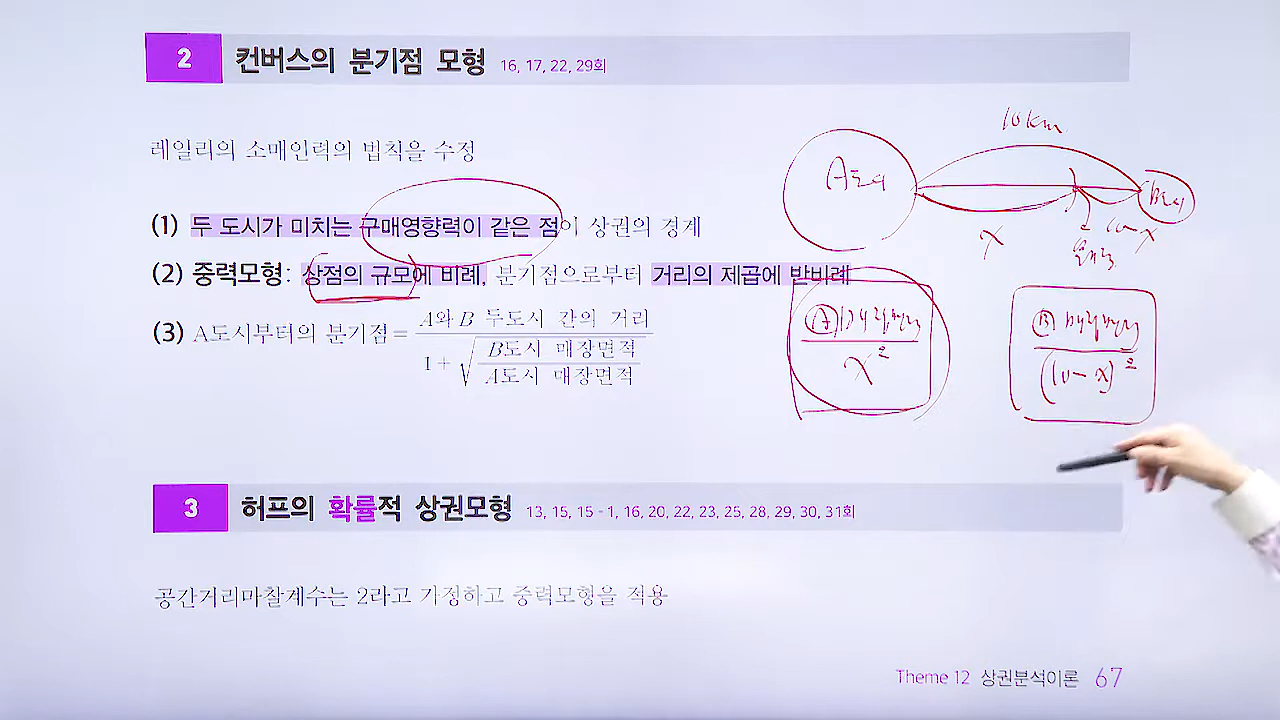 2 컨버스의 분기점 모형 16, 17, 22, 29회
레일리의 소매인력의 법칙을 수정
(1) 두 도시가 미치는 구매영향력이 같은 점이 상권의 경계
(2) 중력모형: 상점의 규모에 비례, 분기점으로부터 거리의 제곱에 반비례
(3) A도시부터의 분기점 = A와 B 두도시 간의 거리
1 + √ B도시 매장면적
A도시 매장면적
10km
A도시
x
10-x
A
x²
B
(10-x)²
3 허프의 확률적 상권모형 13, 15, 15-1, 16, 20, 22, 23, 25, 28, 29, 30, 31회
공간거리마찰계수는 2라고 가정하고 중력모형을 적용
Theme 12 상권분석이론 67